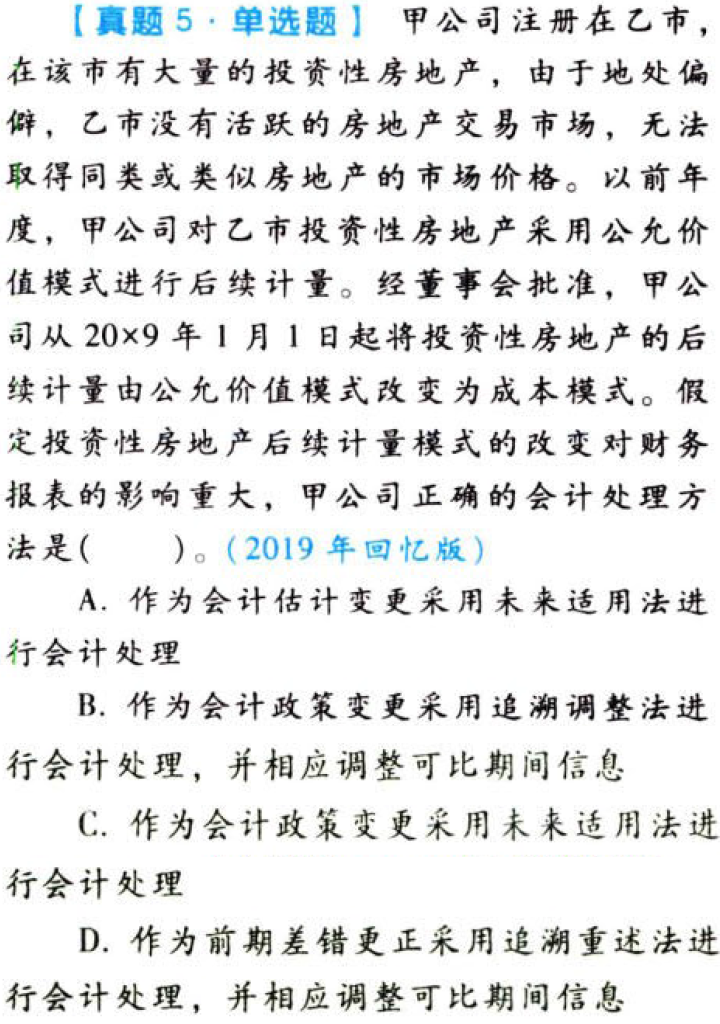 【真题5·单选题】 甲公司注册在乙市，
在该市有大量的投资性房地产，由于地处偏
僻，乙市没有活跃的房地产交易市场，无法
取得同类或类似房地产的市场价格。以前年
度，甲公司对乙市投资性房地产采用公允价
值模式进行后续计量。经董事会批准，甲公
司从20×9年1月1日起将投资性房地产的后
续计量由公允价值模式改变为成本模式。假
定投资性房地产后续计量模式的改变对财务
报表的影响重大，甲公司正确的会计处理方
法是(　　)。(2019年回忆版)
A. 作为会计估计变更采用未来适用法进
行会计处理
B. 作为会计政策变更采用追溯调整法进
行会计处理，并相应调整可比期间信息
C. 作为会计政策变更采用未来适用法进
行会计处理
D. 作为前期差错更正采用追溯重述法进
行会计处理，并相应调整可比期间信息